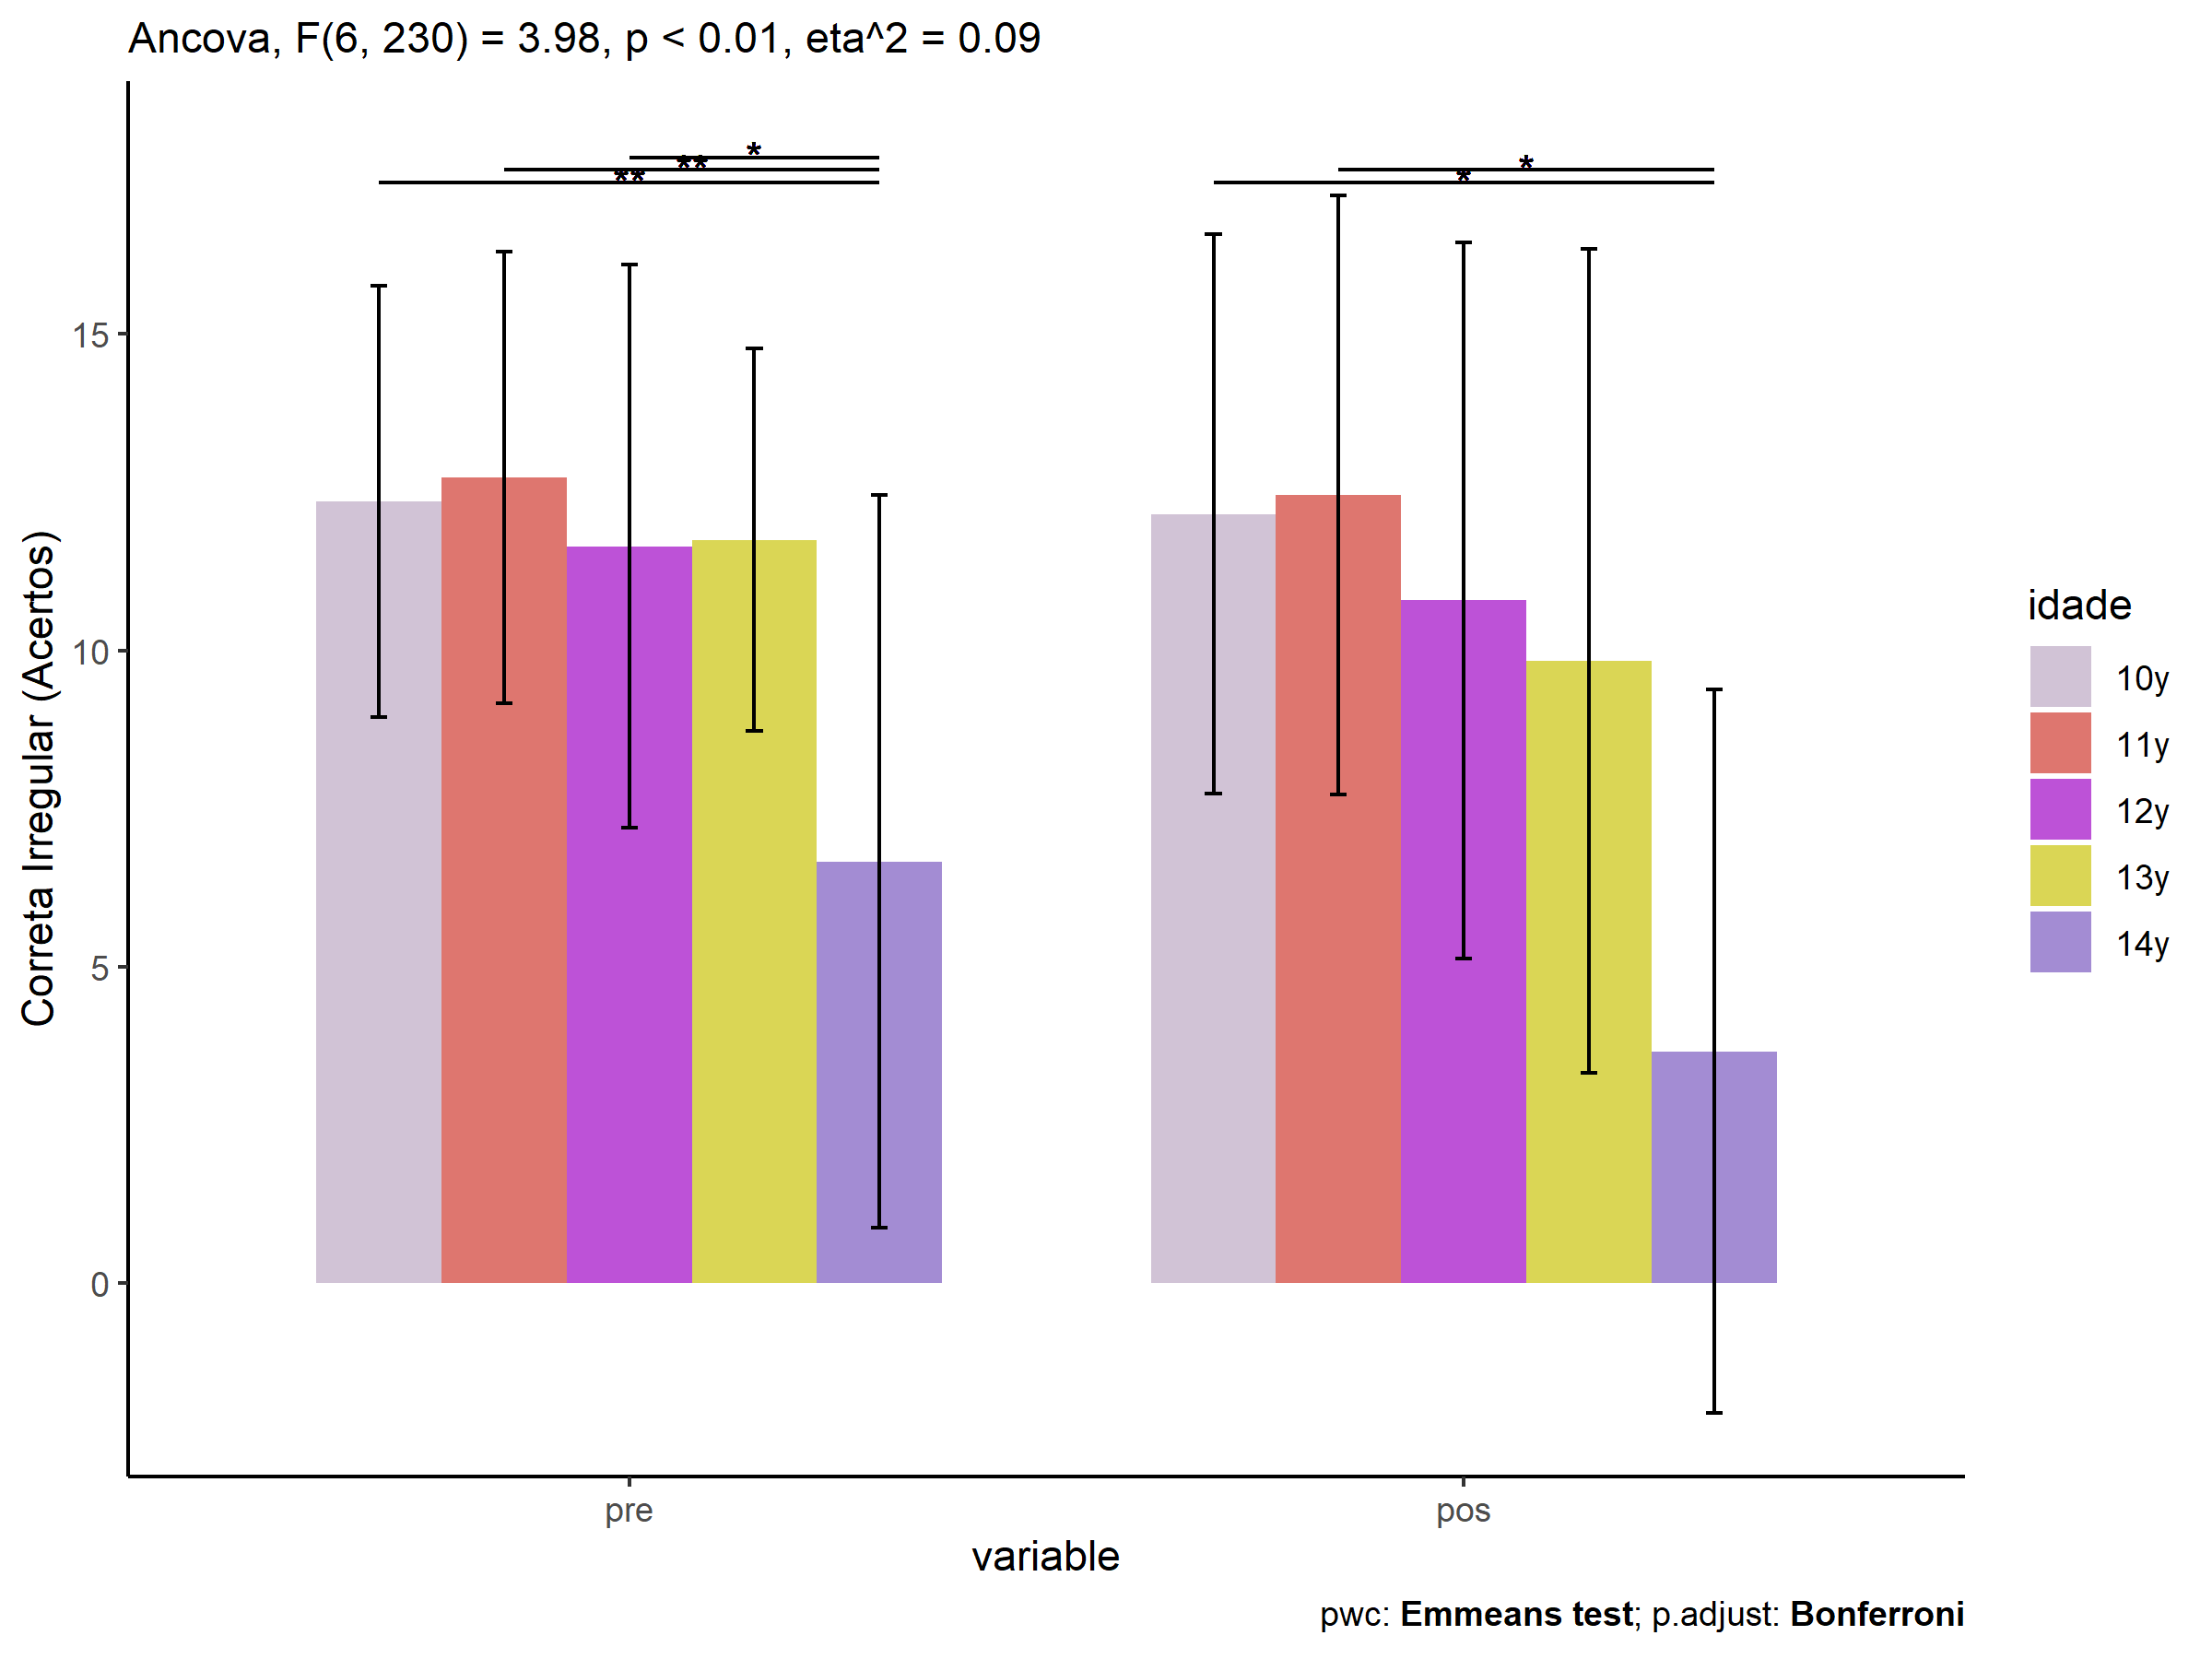 Ancova, F(6, 230) = 3.98, p < 0.01, eta^2 = 0.09
*
**
**
*
*
Correta Irregular (Acertos)
15
10
5
0
pre
pos
variable
idade
10y
11y
12y
13y
14y
pwc: Emmeans test; p.adjust: Bonferroni